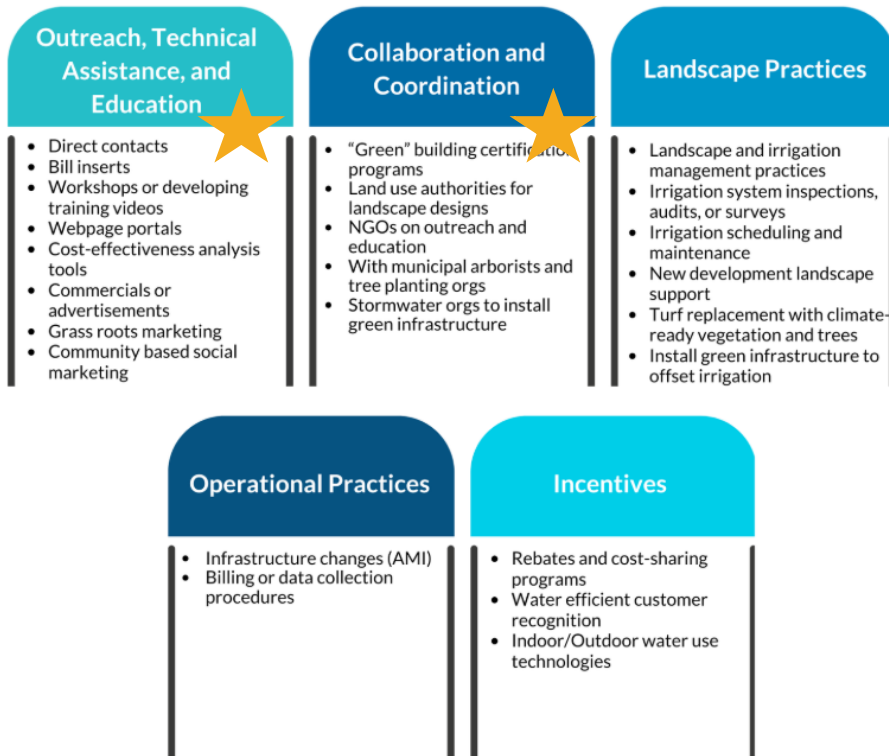 Outreach, Technical
Assistance, and
Education
• Direct contacts
• Bill inserts
• Workshops or developing
training videos
• Webpage portals
• Cost-effectiveness analysis
tools
• Commercials or
advertisements
• Grass roots marketing
• Community based social
marketing
Collaboration and
Coordination
• “Green” building certification
programs
• Land use authorities for
landscape designs
• NGOs on outreach and
education
• With municipal arborists and
tree planting orgs
• Stormwater orgs to install
green infrastructure
Landscape Practices
• Landscape and irrigation
management practices
• Irrigation system inspections,
audits, or surveys
• Irrigation scheduling and
maintenance
• New development landscape
support
• Turf replacement with climate-
ready vegetation and trees
• Install green infrastructure to
offset irrigation
Operational Practices
• Infrastructure changes (AMI)
• Billing or data collection
procedures
Incentives
• Rebates and cost-sharing
programs
• Water efficient customer
recognition
• Indoor/Outdoor water use
technologies